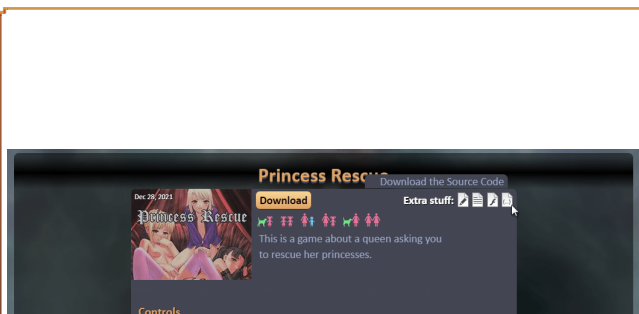 Princess Rescue
Download the Source Code
Dec 28, 2021
Princess Rescue
Download
Extra stuff:
This is a game about a queen asking you
to rescue her princesses.
Controls